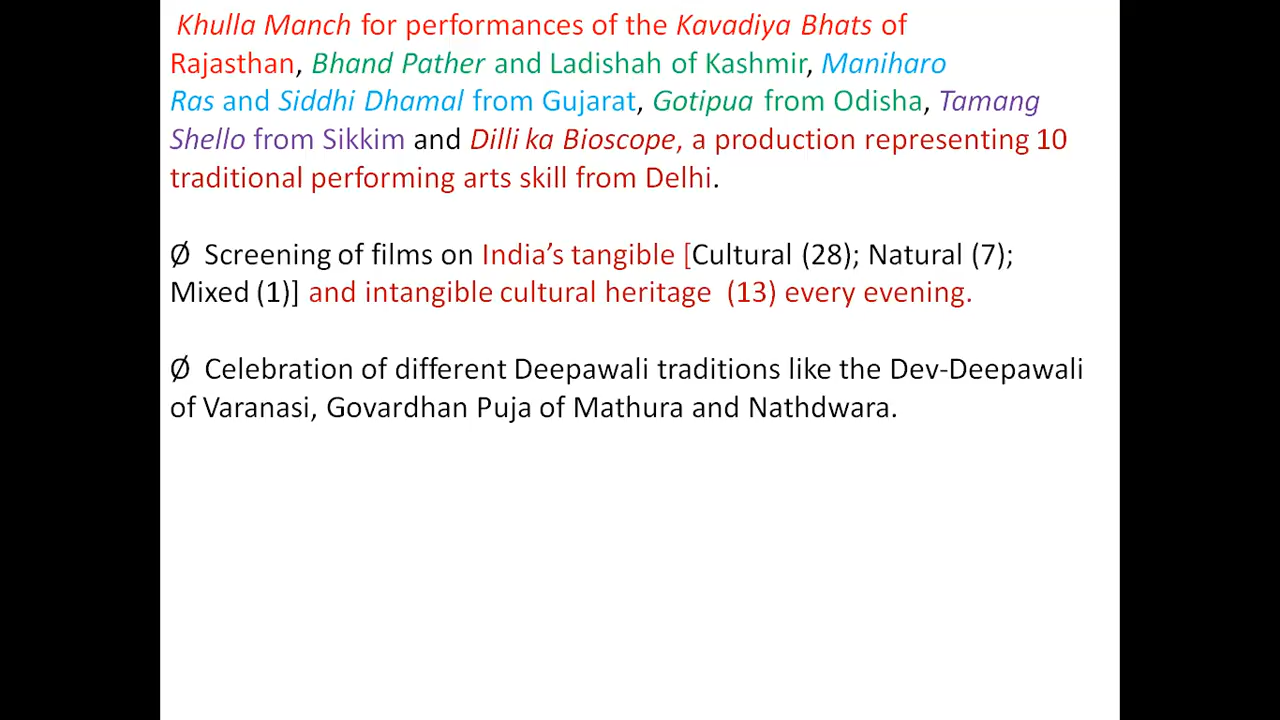 Khulla Manch for performances of the Kavadiya Bhats of
Rajasthan, Bhand Pather and Ladishah of Kashmir, Maniharo
Ras and Siddhi Dhamal from Gujarat, Gotipua from Odisha, Tamang
Shello from Sikkim and Dilli ka Bioscope, a production representing 10
traditional performing arts skill from Delhi.
Ø Screening of films on India’s tangible [Cultural (28); Natural (7);
Mixed (1)] and intangible cultural heritage (13) every evening.
Ø Celebration of different Deepawali traditions like the Dev-Deepawali
of Varanasi, Govardhan Puja of Mathura and Nathdwara.